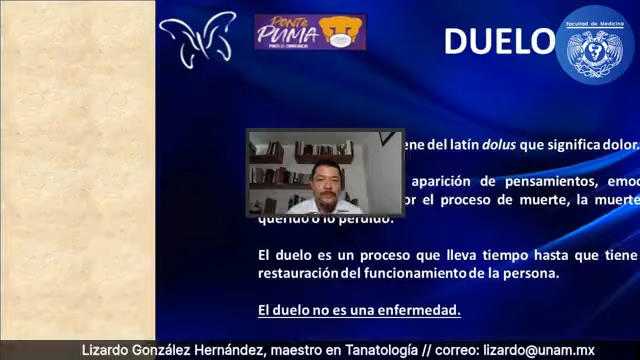 PONTE
PUMA
DUELO
Facultad de Medicina
ene del latín dolus que significa dolor.
aparición de pensamientos, emoc
or el proceso de muerte, la muerte
querido o lo perdido.
El duelo es un proceso que lleva tiempo hasta que tiene
restauración del funcionamiento de la persona.
El duelo no es una enfermedad.
Lizardo González Hernández, maestro en Tanatología // correo: lizardo@unam.mx